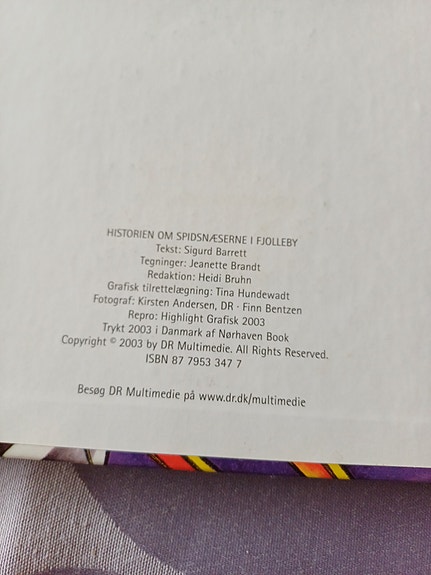 HISTORIEN OM SPIDSNÆSERNE I FJOLLEBY
Tekst: Sigurd Barrett
Tegninger: Jeanette Brandt
Redaktion: Heidi Bruhn
Grafisk tilrettelægning: Tina Hundewadt
Fotograf: Kirsten Andersen, DR · Finn Bentzen
Repro: Highlight Grafisk 2003
Trykt 2003 i Danmark af Nørhaven Book
Copyright © 2003 by DR Multimedie. All Rights Reserved.
ISBN 87 7953 347 7
Besøg DR Multimedie på www.dr.dk/multimedie